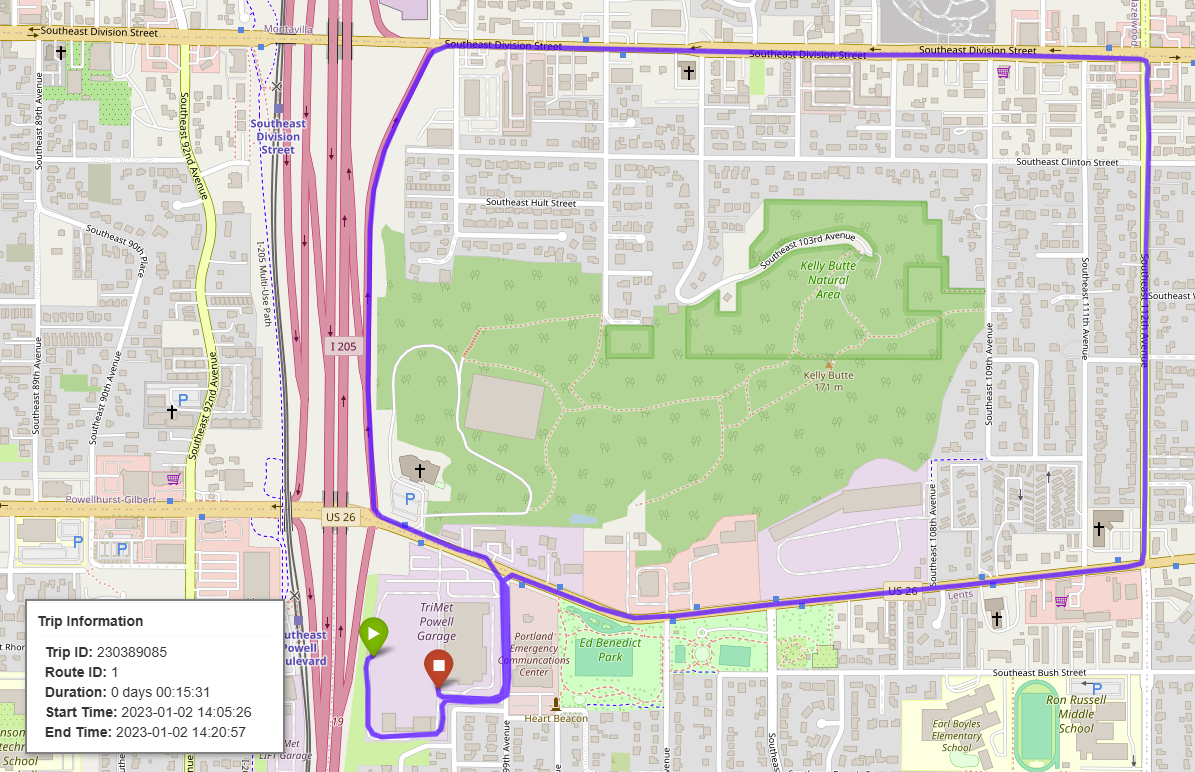 Southeast Division Street
Montavilla
Southeast Division Street
Southeast Division Street
Southeast Division Street
Hazelwood
Southeast 89th Avenue
Southeast 92nd Avenue
Southeast
Division
Street
Southeast Clinton Street
Southeast Hult Street
Southeast 90th Place
I-205 Multi-Use Path
Southeast 103rd Avenue
Kelly Butte
Natural
Area
Southeast 111th Avenue
Southeast 112th Avenue
Southeast W
I 205
Southeast 89th Avenue
Southeast 90th Avenue
Southeast 92nd Avenue
Southeast 109th Avenue
Kelly Butte
171 m
P
P
Powellhurst-Gilbert
US 26
P
P
Southeast 108th Avenue
US 26
Lents
TriMet
Powell
Garage
Portland
Emergency
Communcations
Center
Ed Benedict
Park
Trip Information
Trip ID: 230389085
Route ID: 1
Duration: 0 days 00:15:31
Start Time: 2023-01-02 14:05:26
End Time: 2023-01-02 14:20:57
utheast
Powell
ulevard
Southeast Bush Street
P
Ron Russell
Middle
School
Earl Boyles
Elementary
School
Heart Beacon
99th Avenue
Southeast
enue
19
Met
LIFT Garage
School